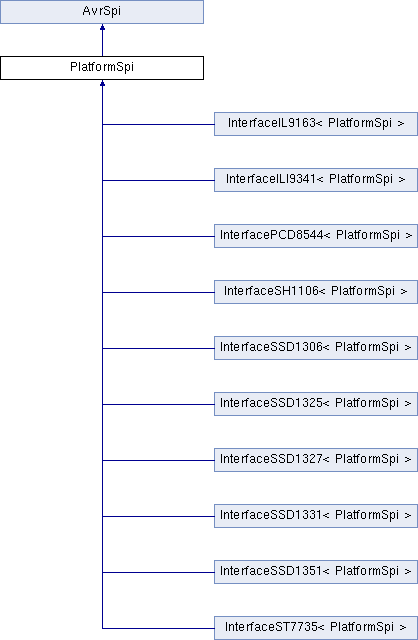 AvrSpi
PlatformSpi
InterfaceIL9163< PlatformSpi >
InterfaceILI9341< PlatformSpi >
InterfacePCD8544< PlatformSpi >
InterfaceSH1106< PlatformSpi >
InterfaceSSD1306< PlatformSpi >
InterfaceSSD1325< PlatformSpi >
InterfaceSSD1327< PlatformSpi >
InterfaceSSD1331< PlatformSpi >
InterfaceSSD1351< PlatformSpi >
InterfaceST7735< PlatformSpi >